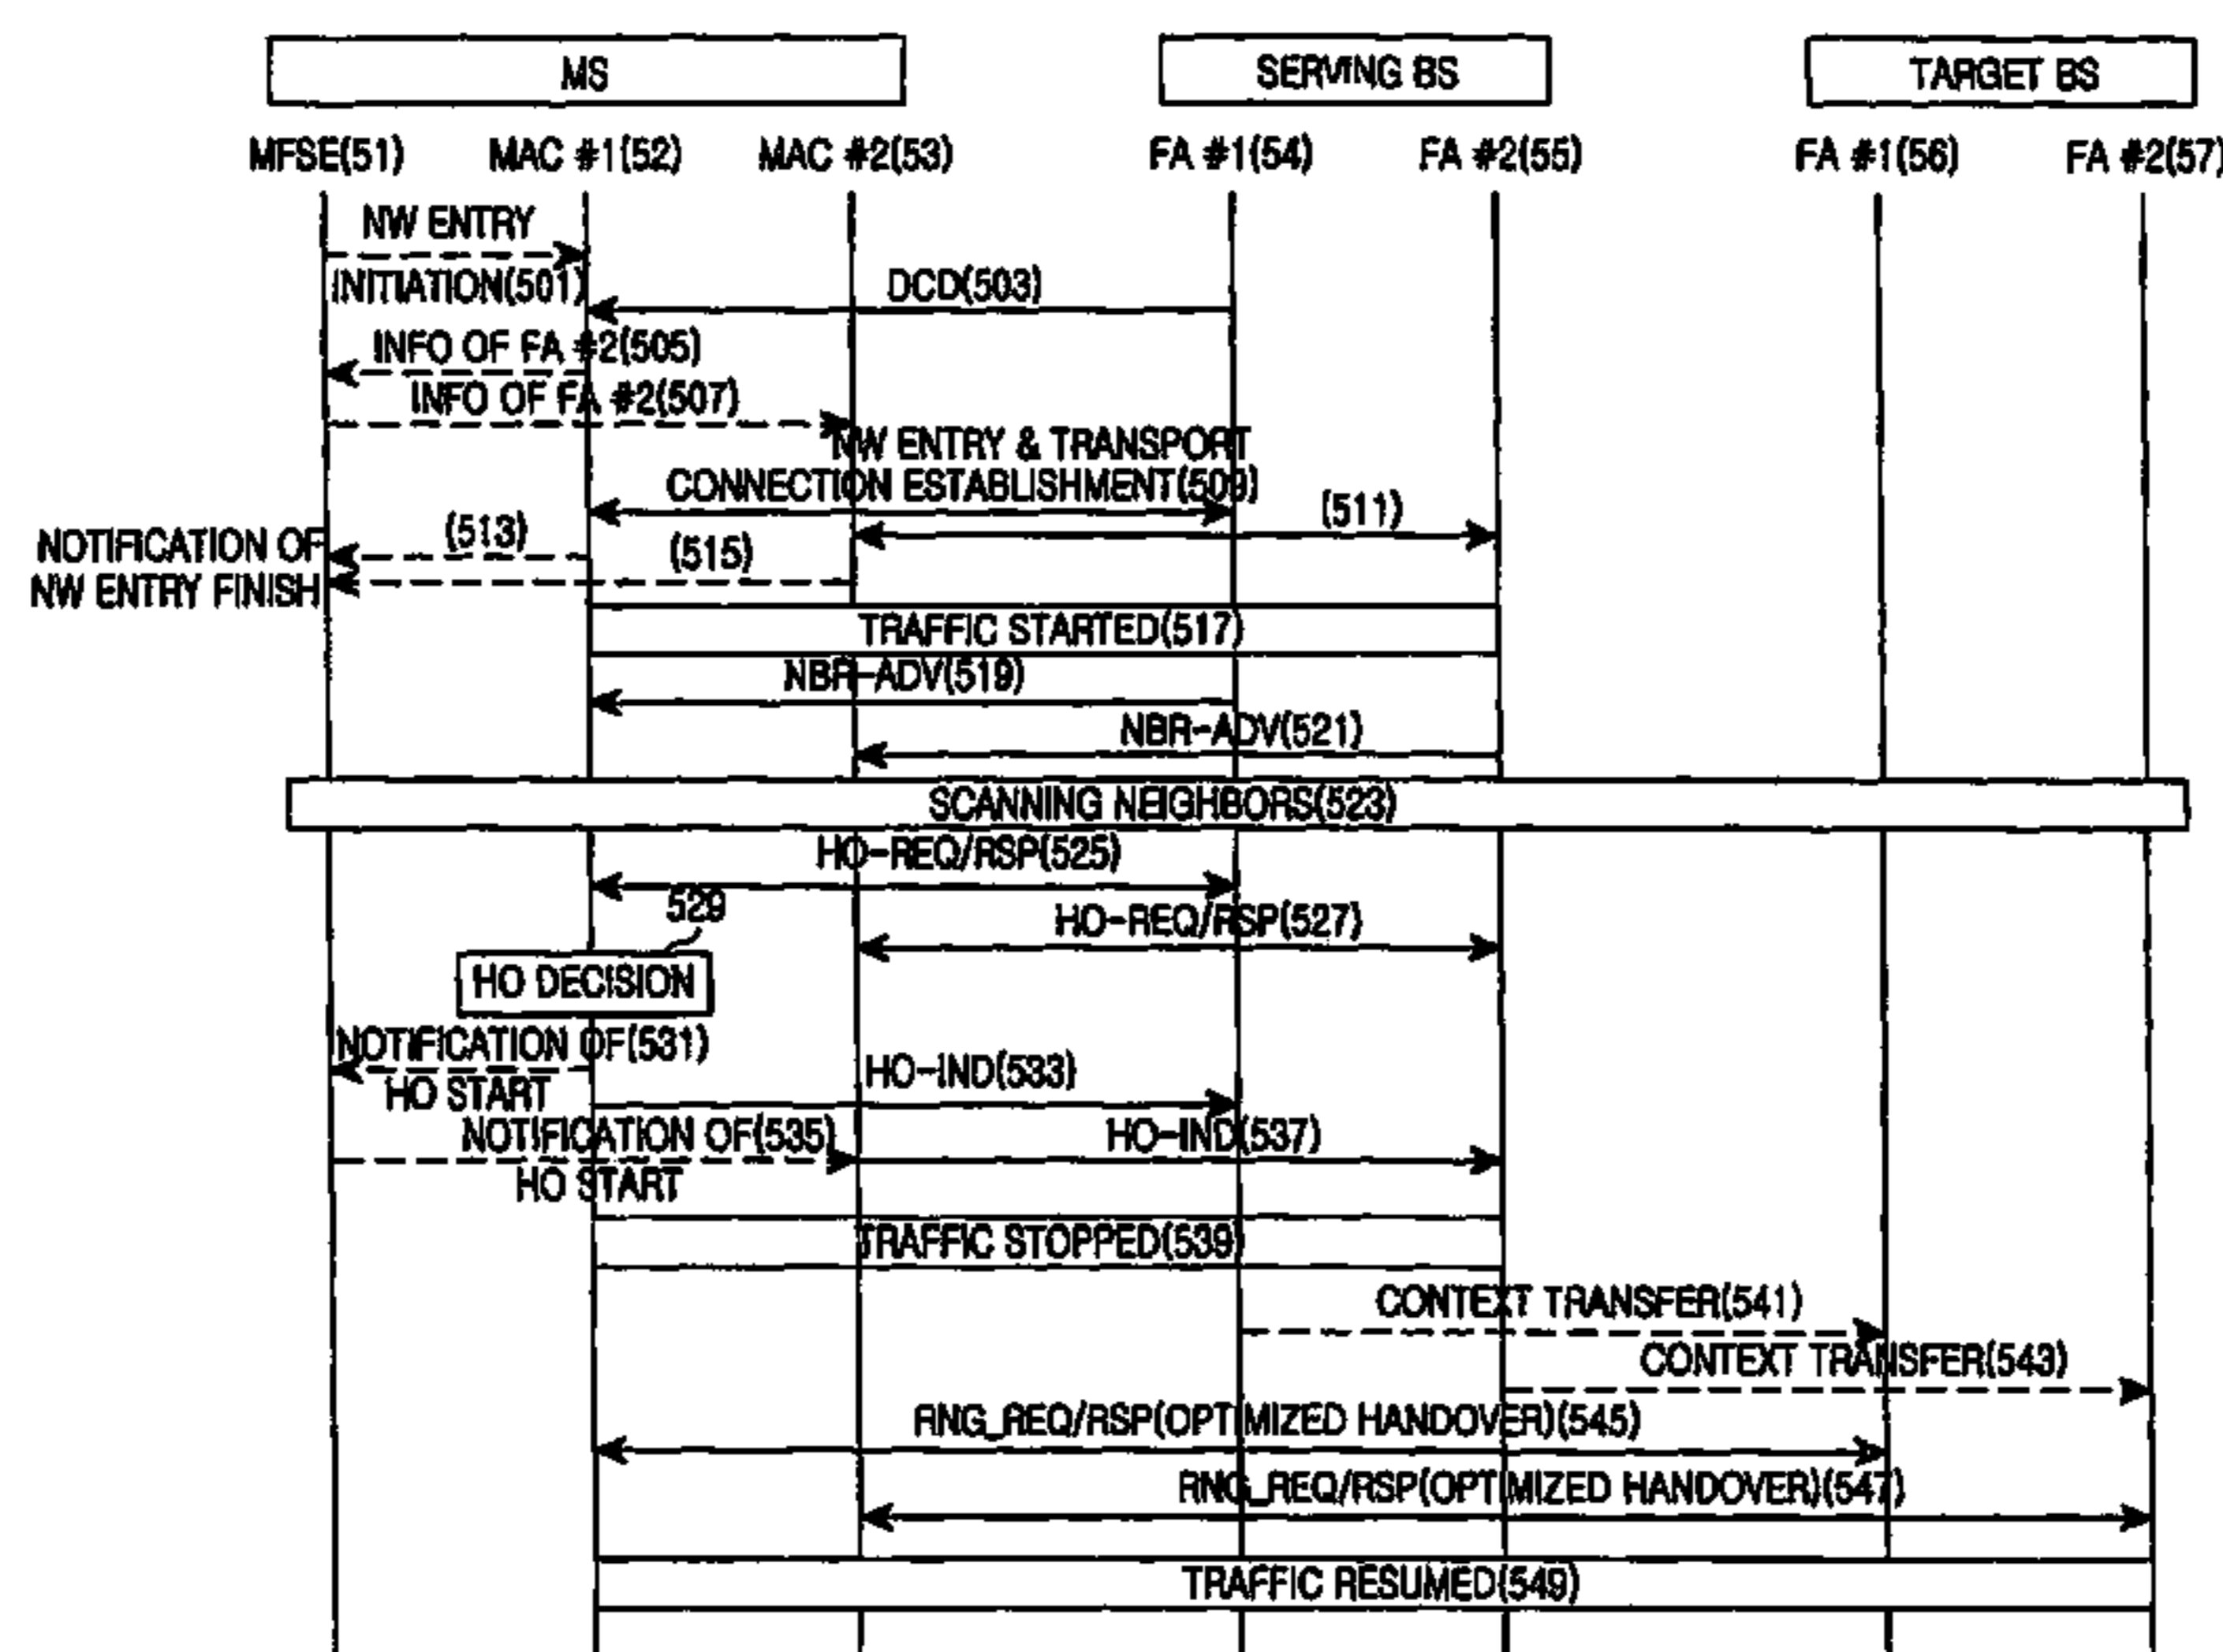 MS
SERVING BS
TARGET BS
MFSE(51)
MAC #1(52)
MAC #2(53)
FA #1(54)
FA #2(55)
FA #1(56)
FA #2(57)
NW ENTRY
INITIATION(501)
DCD(503)
INFO OF FA #2(505)
INFO OF FA #2(507)
NW ENTRY & TRANSPORT
CONNECTION ESTABLISHMENT(509)
(511)
NOTIFICATION OF
NW ENTRY FINISH
(513)
(515)
TRAFFIC STARTED(517)
NBR-ADV(519)
NBR-ADV(521)
SCANNING NEIGHBORS(523)
HO-REQ/RSP(525)
529
HO-REQ/RSP(527)
HO DECISION
NOTIFICATION OF(531)
HO START
HO-IND(533)
NOTIFICATION OF(535)
HO START
HO-IND(537)
TRAFFIC STOPPED(539)
CONTEXT TRANSFER(541)
CONTEXT TRANSFER(543)
RNG_REQ/RSP(OPTIMIZED HANDOVER)(545)
RNG_REQ/RSP(OPTIMIZED HANDOVER)(547)
TRAFFIC RESUMED(549)